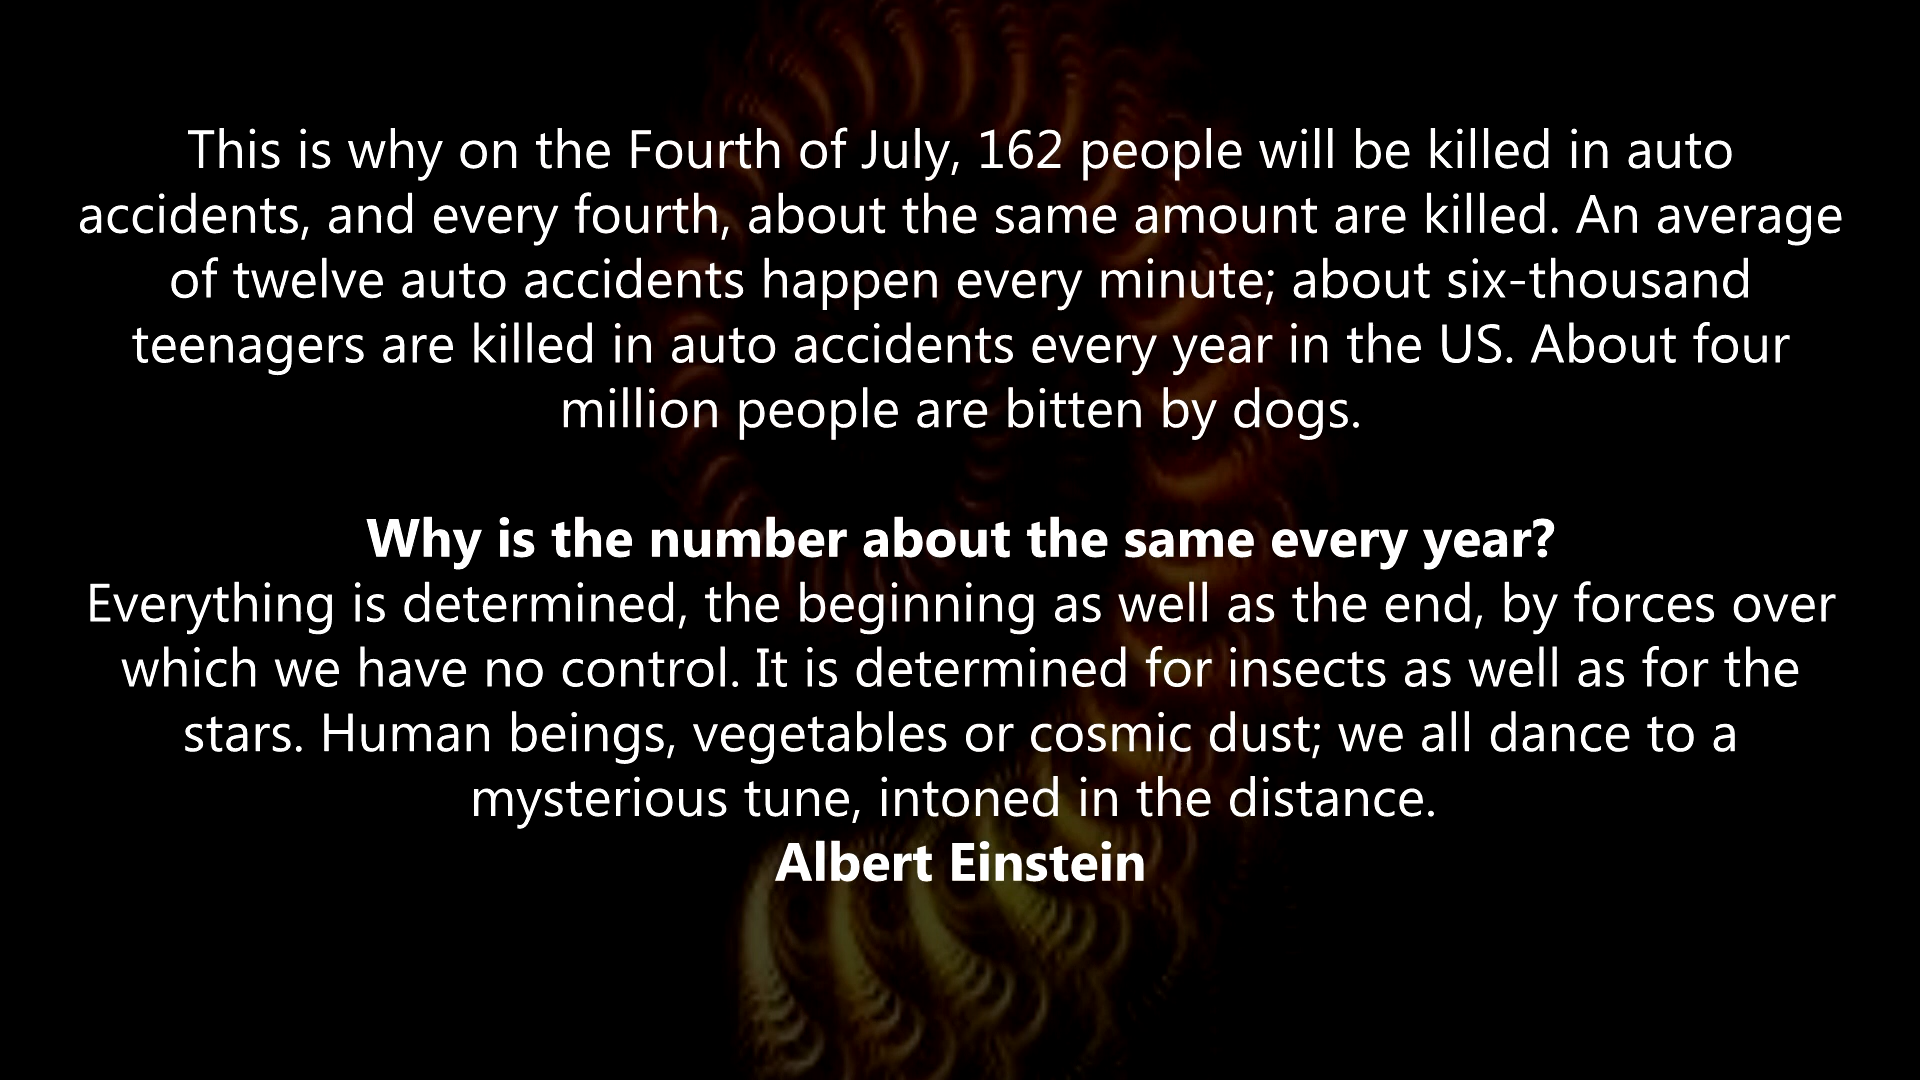 This is why on the Fourth of July, 162 people will be killed in auto
accidents, and every fourth, about the same amount are killed. An average
of twelve auto accidents happen every minute; about six-thousand
teenagers are killed in auto accidents every year in the US. About four
million people are bitten by dogs.
Why is the number about the same every year?
Everything is determined, the beginning as well as the end, by forces over
which we have no control. It is determined for insects as well as for the
stars. Human beings, vegetables or cosmic dust; we all dance to a
mysterious tune, intoned in the distance.
Albert Einstein